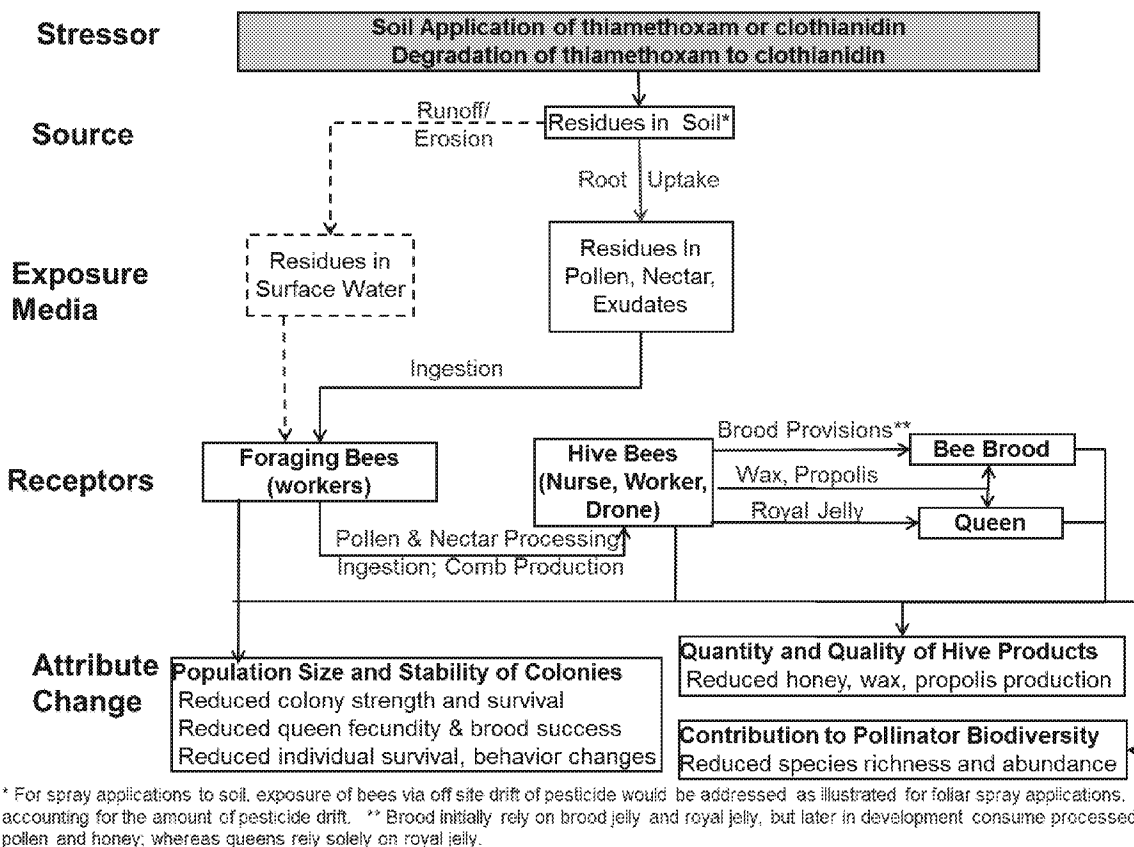 Stressor
Soil Application of thiamethoxam or clothianidin
Degradation of thiamethoxam to clothianidin
Source
Runoff/
Erosion
Residues in Soil*
Root Uptake
Exposure
Media
Residues in
Surface Water
Residues In
Pollen, Nectar,
Exudates
Ingestion
Receptors
Foraging Bees
(workers)
Hive Bees
(Nurse, Worker,
Drone)
Brood Provisions**
Bee Brood
Wax, Propolis
Royal Jelly
Queen
Pollen & Nectar Processing
Ingestion; Comb Production
Attribute
Change
Population Size and Stability of Colonies
Reduced colony strength and survival
Reduced queen fecundity & brood success
Reduced individual survival, behavior changes
Quantity and Quality of Hive Products
Reduced honey, wax, propolis production
Contribution to Pollinator Biodiversity
Reduced species richness and abundance
* For spray applications to soil, exposure of bees via off site drift of pesticide would be addressed as illustrated for foliar spray applications,
accounting for the amount of pesticide drift. ** Brood initially rely on brood jelly and royal jelly, but later in development consume processed
pollen and honey; whereas queens rely solely on royal jelly.